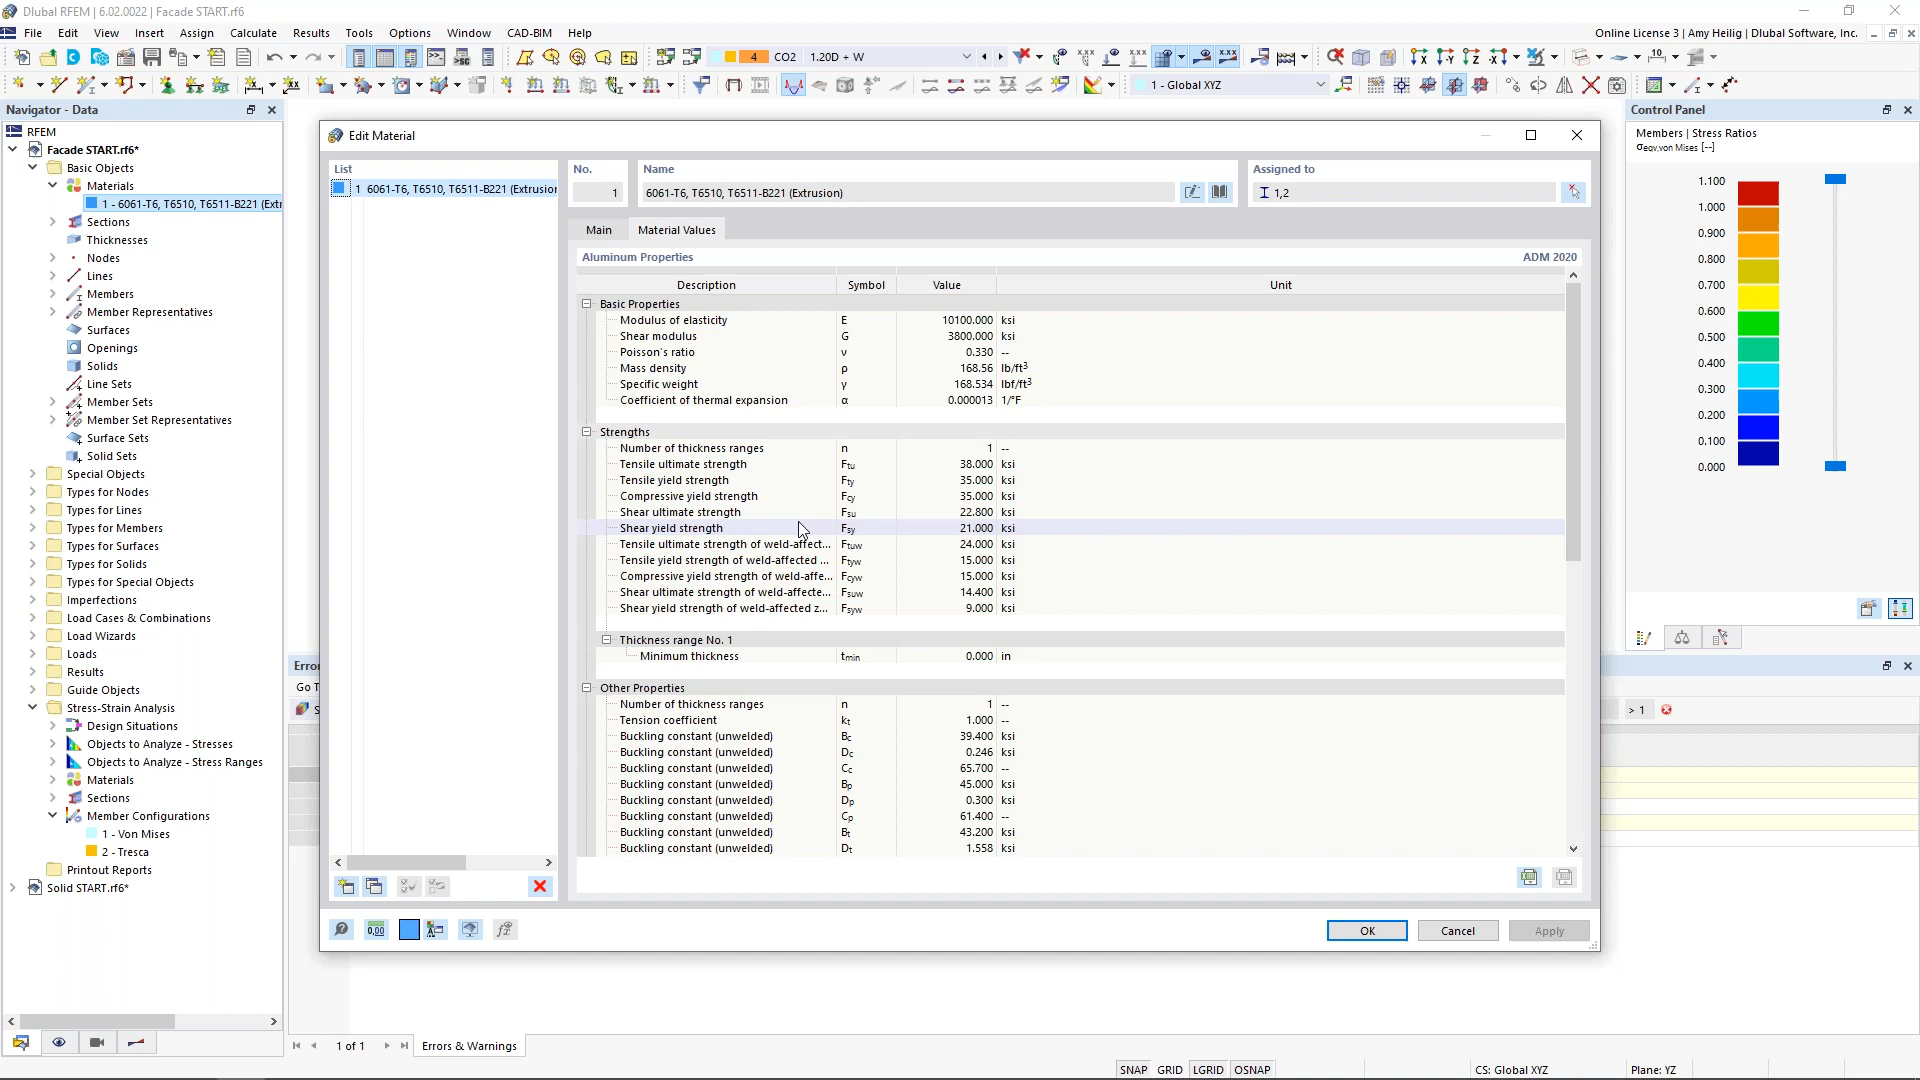 Dlubal RFEM | 6.02.0022 | Facade START.rf6
File Edit View Insert Assign Calculate Results Tools Options Window CAD-BIM Help
Online License 3 | Amy Heilig | Dlubal Software, Inc.
4 CO2 1.20D + W
1 - Global XYZ
Navigator - Data
RFEM
Facade START.rf6*
Basic Objects
Materials
1 - 6061-T6, T6510, T6511-B221 (Extr
Sections
Thicknesses
Nodes
Lines
Members
Member Representatives
Surfaces
Openings
Solids
Line Sets
Member Sets
Member Set Representatives
Surface Sets
Solid Sets
Special Objects
Types for Nodes
Types for Lines
Types for Members
Types for Surfaces
Types for Solids
Types for Special Objects
Imperfections
Load Cases & Combinations
Load Wizards
Loads
Results
Guide Objects
Stress-Strain Analysis
Design Situations
Objects to Analyze - Stresses
Objects to Analyze - Stress Ranges
Materials
Sections
Member Configurations
1 - Von Mises
2 - Tresca
Printout Reports
Solid START.rf6*
Edit Material
List
1 6061-T6, T6510, T6511-B221 (Extrusior
No.
1
Name
6061-T6, T6510, T6511-B221 (Extrusion)
Assigned to
1,2
Main Material Values
Aluminum Properties ADM 2020
Description Symbol Value Unit
Basic Properties
Modulus of elasticity E 10100.000 ksi
Shear modulus G 3800.000 ksi
Poisson's ratio ν 0.330 --
Mass density ρ 168.56 lb/ft³
Specific weight γ 168.534 lbf/ft³
Coefficient of thermal expansion α 0.000013 1/°F
Strengths
Number of thickness ranges n 1 --
Tensile ultimate strength Ftu 38.000 ksi
Tensile yield strength Fty 35.000 ksi
Compressive yield strength Fcy 35.000 ksi
Shear ultimate strength Fsu 22.800 ksi
Shear yield strength Fsy 21.000 ksi
Tensile ultimate strength of weld-affect... Ftuw 24.000 ksi
Tensile yield strength of weld-affected ... Ftyw 15.000 ksi
Compressive yield strength of weld-affe... Fcyw 15.000 ksi
Shear ultimate strength of weld-affecte... Fsuw 14.400 ksi
Shear yield strength of weld-affected z... Fsyw 9.000 ksi
Thickness range No. 1
Minimum thickness tmin 0.000 in
Other Properties
Number of thickness ranges n 1 --
Tension coefficient kt 1.000 --
Buckling constant (unwelded) Bc 39.400 ksi
Buckling constant (unwelded) Dc 0.246 ksi
Buckling constant (unwelded) Cc 65.700 --
Buckling constant (unwelded) Bp 45.000 ksi
Buckling constant (unwelded) Dp 0.300 ksi
Buckling constant (unwelded) Cp 61.400 --
Buckling constant (unwelded) Bt 43.200 ksi
Buckling constant (unwelded) Dt 1.558 ksi
OK Cancel Apply
Control Panel
Members | Stress Ratios
σeqv,von Mises [--]
1.100
1.000
0.900
0.800
0.700
0.600
0.500
0.400
0.300
0.200
0.100
0.000
Error
Go T
S
> 1
1 of 1 Errors & Warnings
SNAP GRID LGRID OSNAP CS: Global XYZ Plane: YZ